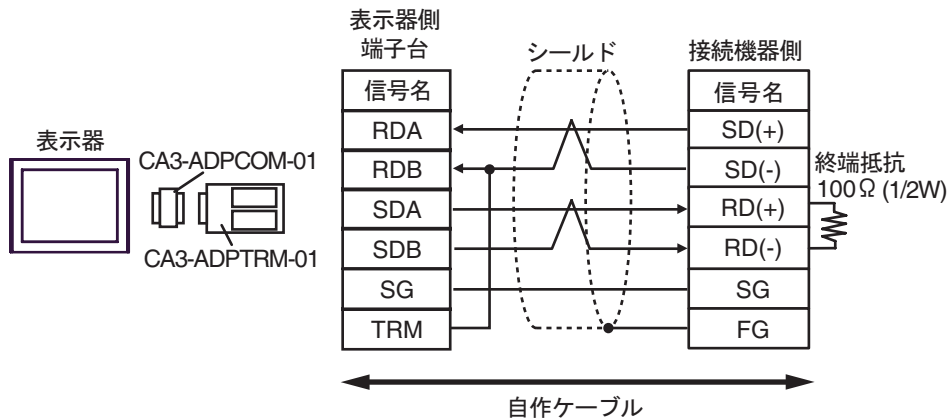 表示器側
端子台
シールド
接続機器側
信号名
信号名
RDA
SD(+)
表示器
CA3-ADPCOM-01
RDB
SD(-)
終端抵抗
100Ω (1/2W)
SDA
RD(+)
CA3-ADPTRM-01
SDB
RD(-)
SG
SG
TRM
FG
自作ケーブル